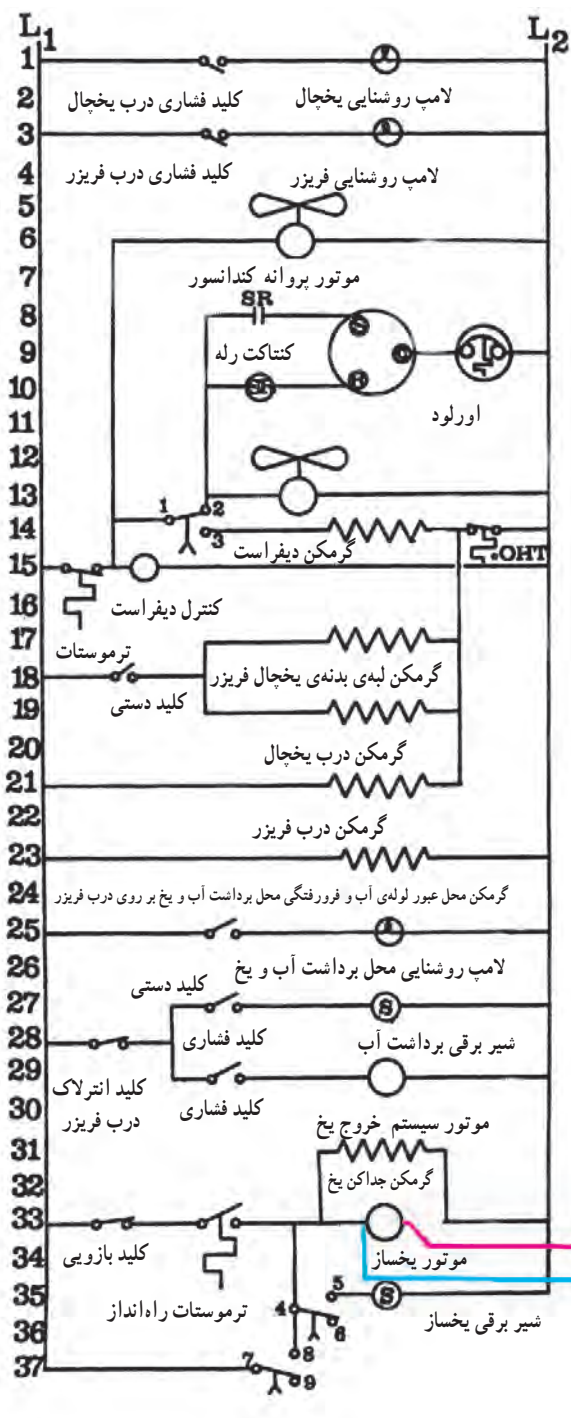 L1 L2
1
2 کلید فشاری درب یخچال لامپ روشنایی یخچال
3
4 کلید فشاری درب فریزر لامپ روشنایی فریزر
5
6
7 موتور پروانه کندانسور
8 SR S
9 کنتاکت رله C
10 SR R
اورلود
11
12
13 1 2
14 3
گرمکن دیفراست OHT
15
16 کنترل دیفراست
17
ترموستات
18 کلید دستی گرمکن لبه‌ی بدنه‌ی یخچال فریزر
19
20 گرمکن درب یخچال
21
22 گرمکن درب فریزر
23
24 گرمکن محل عبور لوله‌ی آب و فرورفتگی محل برداشت آب و یخ بر روی درب فریزر
25
26 کلید دستی لامپ روشنایی محل برداشت آب و یخ
27 S
28 کلید فشاری شیر برقی برداشت آب
29
کلید انترلاک
درب فریزر
30 کلید فشاری موتور سیستم خروج یخ
31
32 گرمکن جداکن یخ
33
34 کلید بازویی موتور یخساز
35 ترموستات راه‌انداز 4 5 S
36 6 شیر برقی یخساز
8
37 7 9